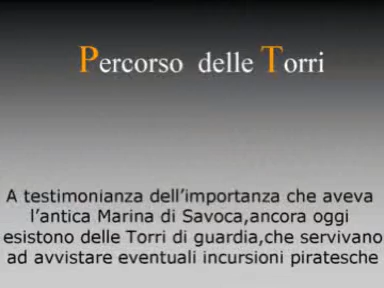 Percorso delle Torri
A testimonianza dell'importanza che aveva
l'antica Marina di Savoca,ancora oggi
esistono delle Torri di guardia,che servivano
ad avvistare eventuali incursioni piratesche